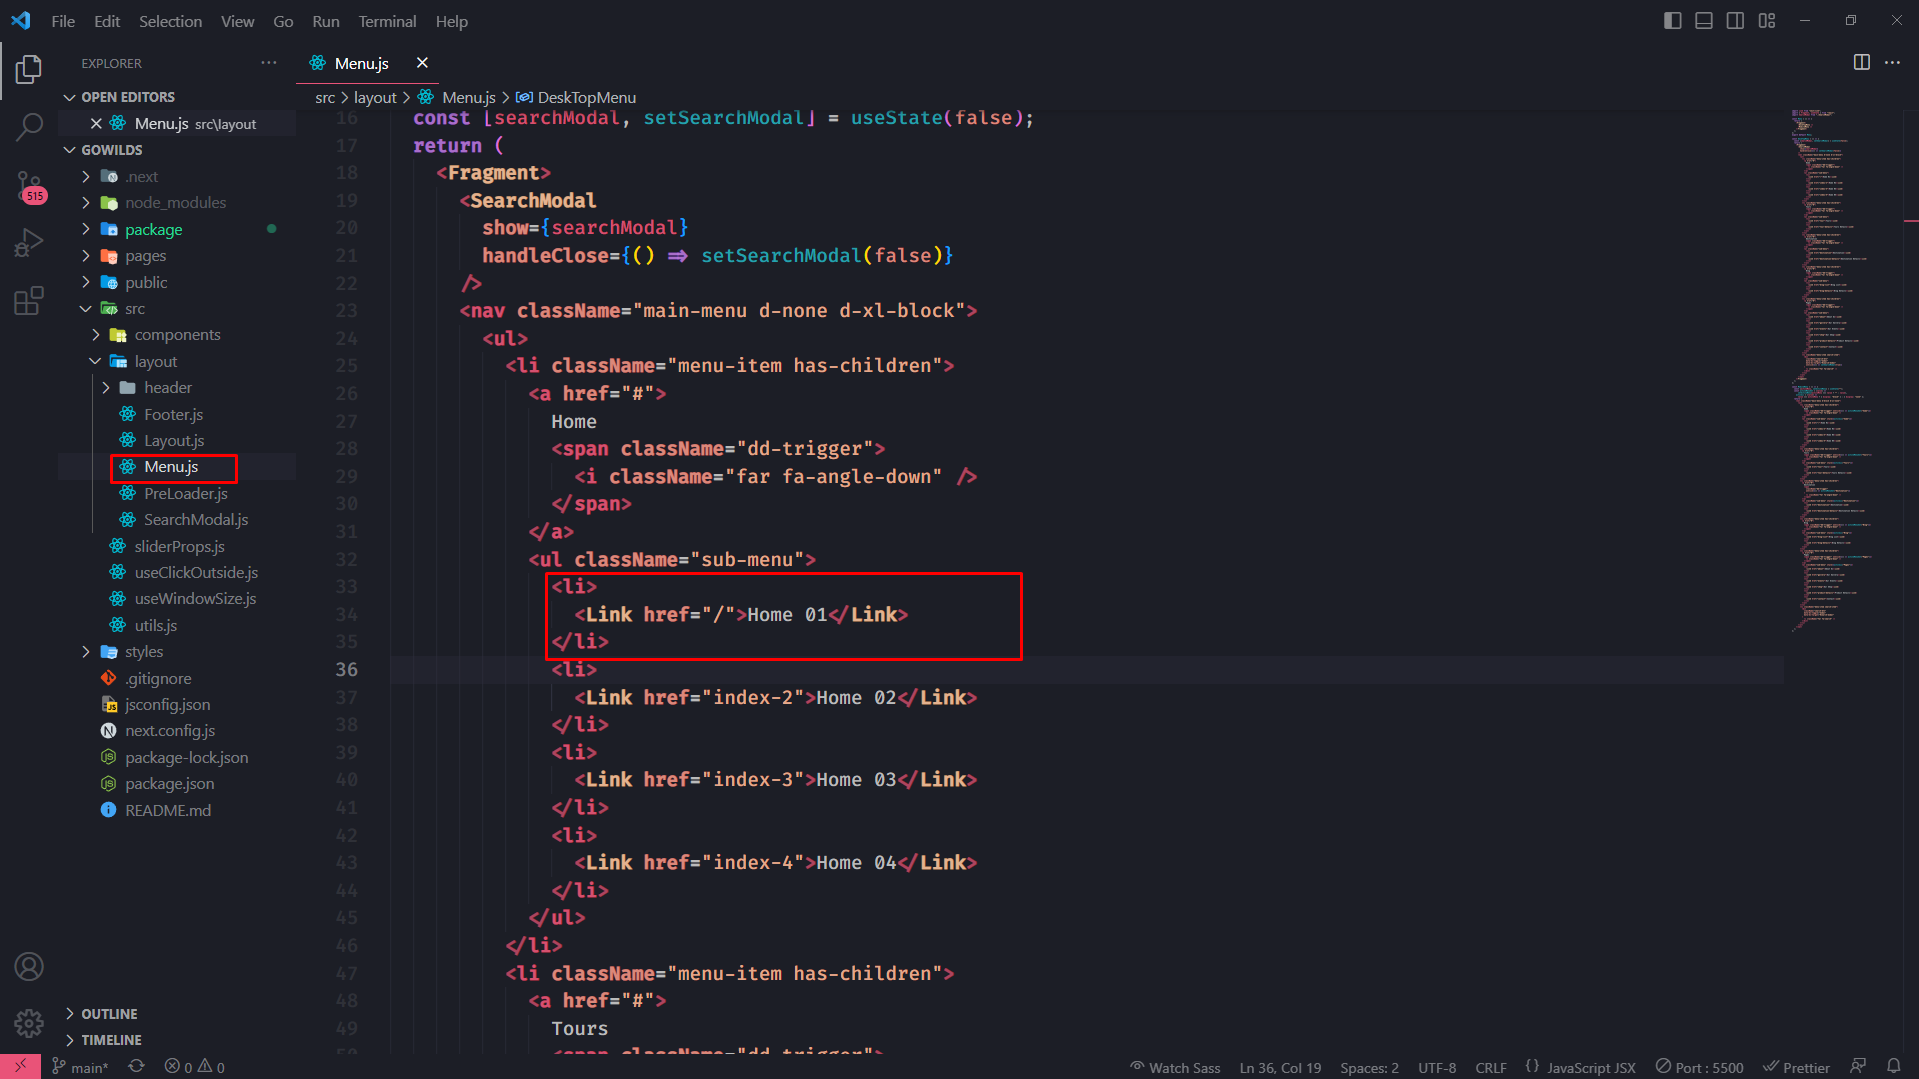 File Edit Selection View Go Run Terminal Help
EXPLORER
OPEN EDITORS
Menu.js src\layout
GOWILDS
.next
node_modules
package
pages
public
src
components
layout
header
Footer.js
Layout.js
Menu.js
PreLoader.js
SearchModal.js
sliderProps.js
useClickOutside.js
useWindowSize.js
utils.js
styles
.gitignore
jsconfig.json
next.config.js
package-lock.json
package.json
README.md
OUTLINE
TIMELINE
515
Menu.js
src > layout > Menu.js > DeskTopMenu
16 const [searchModal, setSearchModal] = useState(false);
17 return (
18 <Fragment>
19 <SearchModal
20 show={searchModal}
21 handleClose={() => setSearchModal(false)}
22 />
23 <nav className="main-menu d-none d-xl-block">
24 <ul>
25 <li className="menu-item has-children">
26 <a href="#">
27 Home
28 <span className="dd-trigger">
29 <i className="far fa-angle-down" />
30 </span>
31 </a>
32 <ul className="sub-menu">
33 <li>
34 <Link href="/">Home 01</Link>
35 </li>
36 <li>
37 <Link href="index-2">Home 02</Link>
38 </li>
39 <li>
40 <Link href="index-3">Home 03</Link>
41 </li>
42 <li>
43 <Link href="index-4">Home 04</Link>
44 </li>
45 </ul>
46 </li>
47 <li className="menu-item has-children">
48 <a href="#">
49 Tours
50 <span className="dd-trigger">
main* 0 0 Watch Sass Ln 36, Col 19 Spaces: 2 UTF-8 CRLF {} JavaScript JSX Port : 5500 Prettier